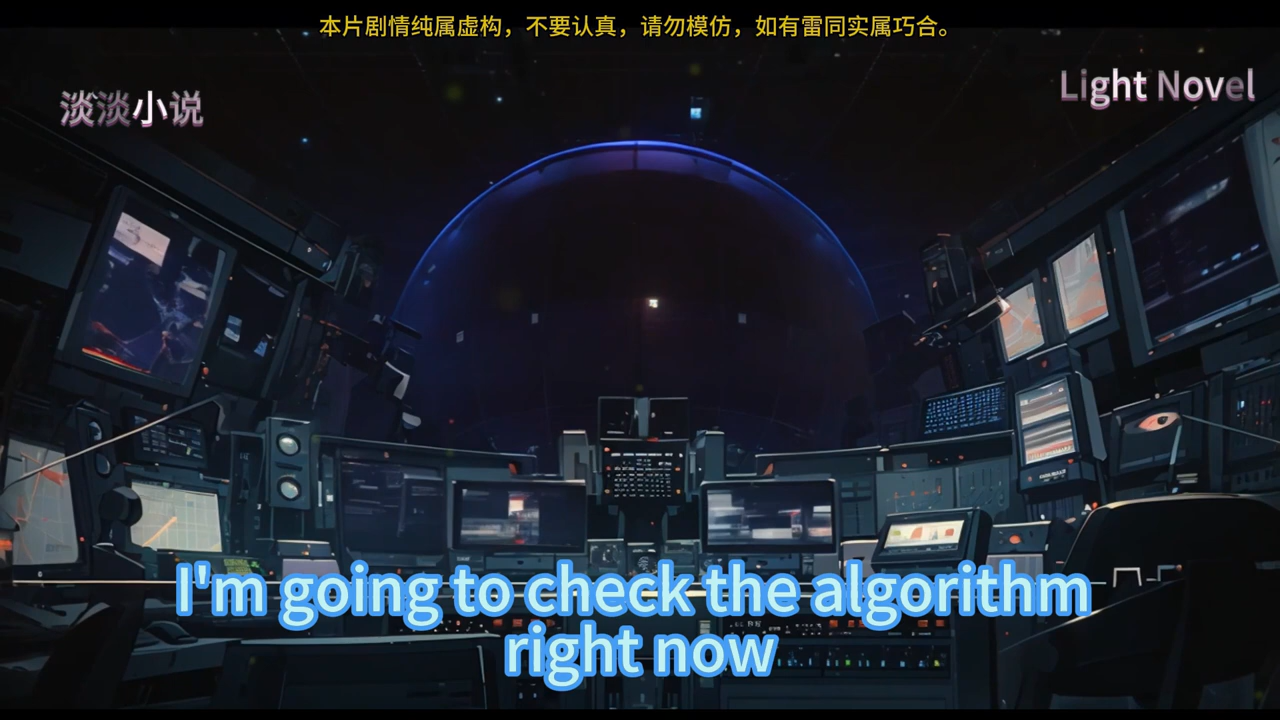 本片剧情纯属虚构，不要认真，请勿模仿，如有雷同实属巧合。
淡淡小说
Light Novel
I'm going to check the algorithm
right now